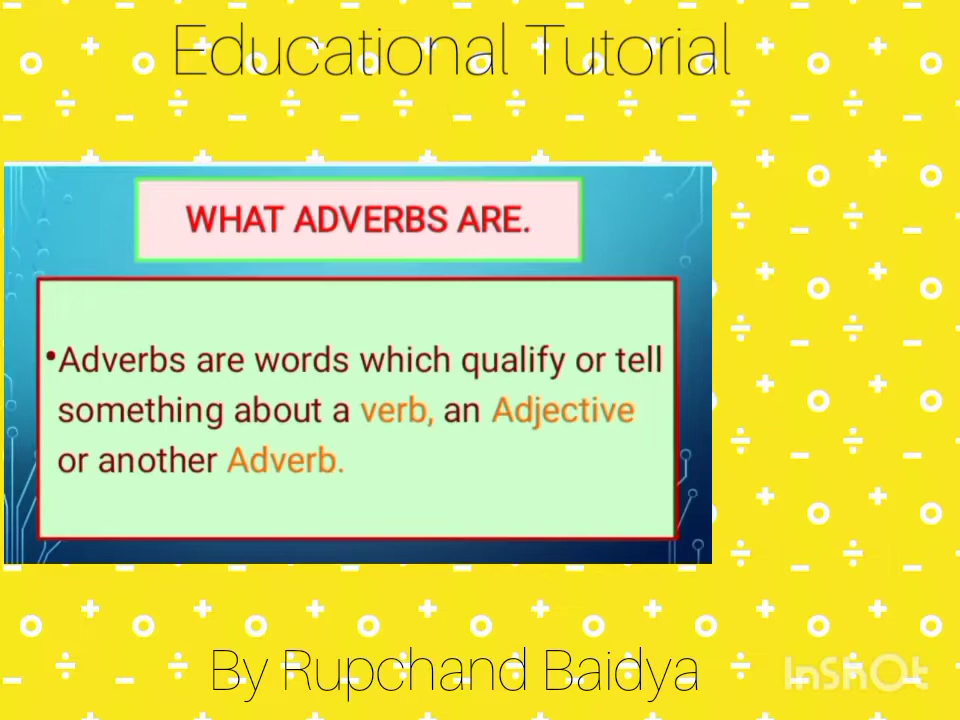 Educational Tutorial
WHAT ADVERBS ARE.
•Adverbs are words which qualify or tell
something about a verb, an Adjective
or another Adverb.
By Rupchand Baidya
InShOt